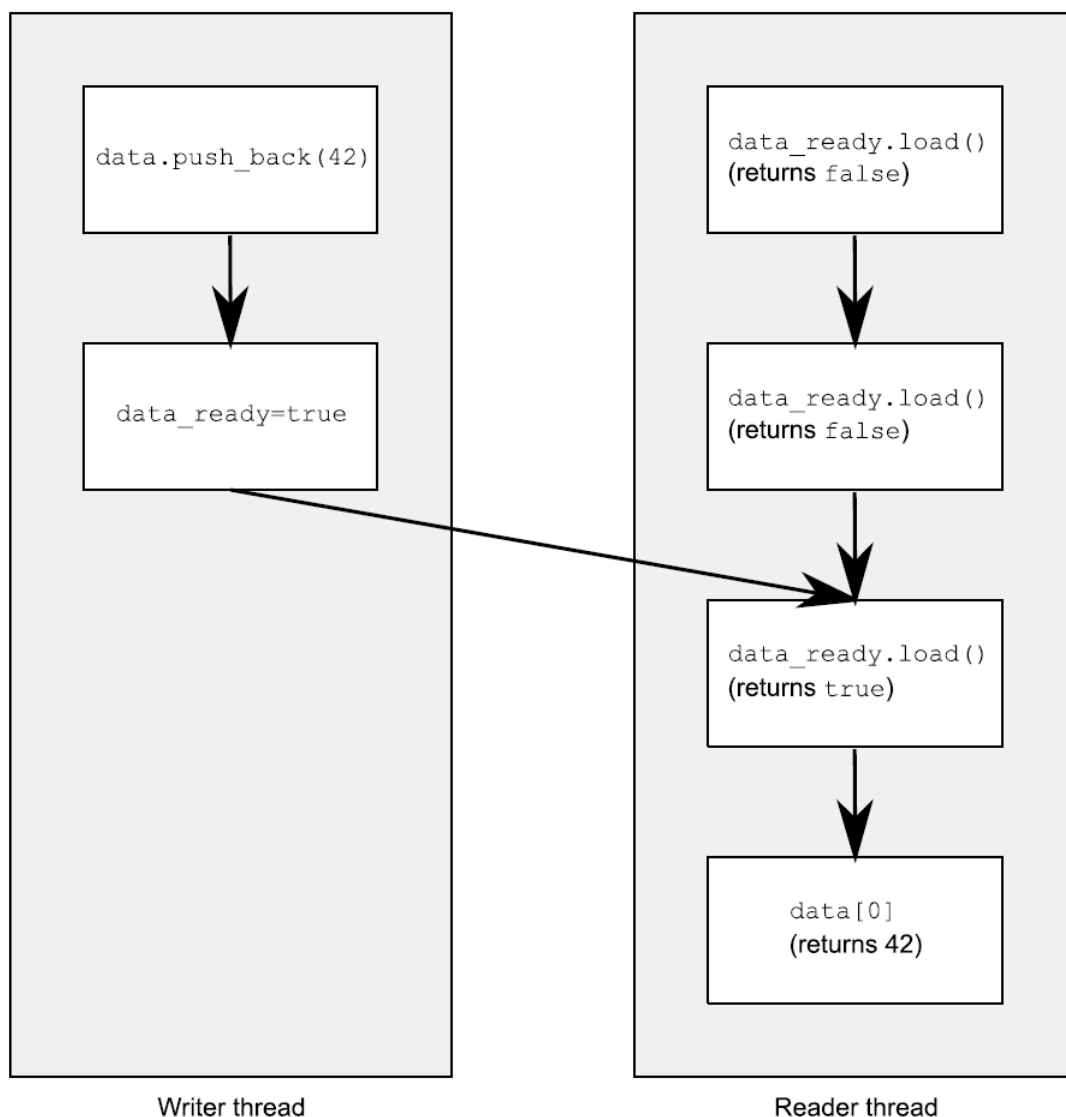 data.push_back(42)
data_ready=true
Writer thread
data_ready.load()
(returns false)
data_ready.load()
(returns false)
data_ready.load()
(returns true)
data[0]
(returns 42)
Reader thread